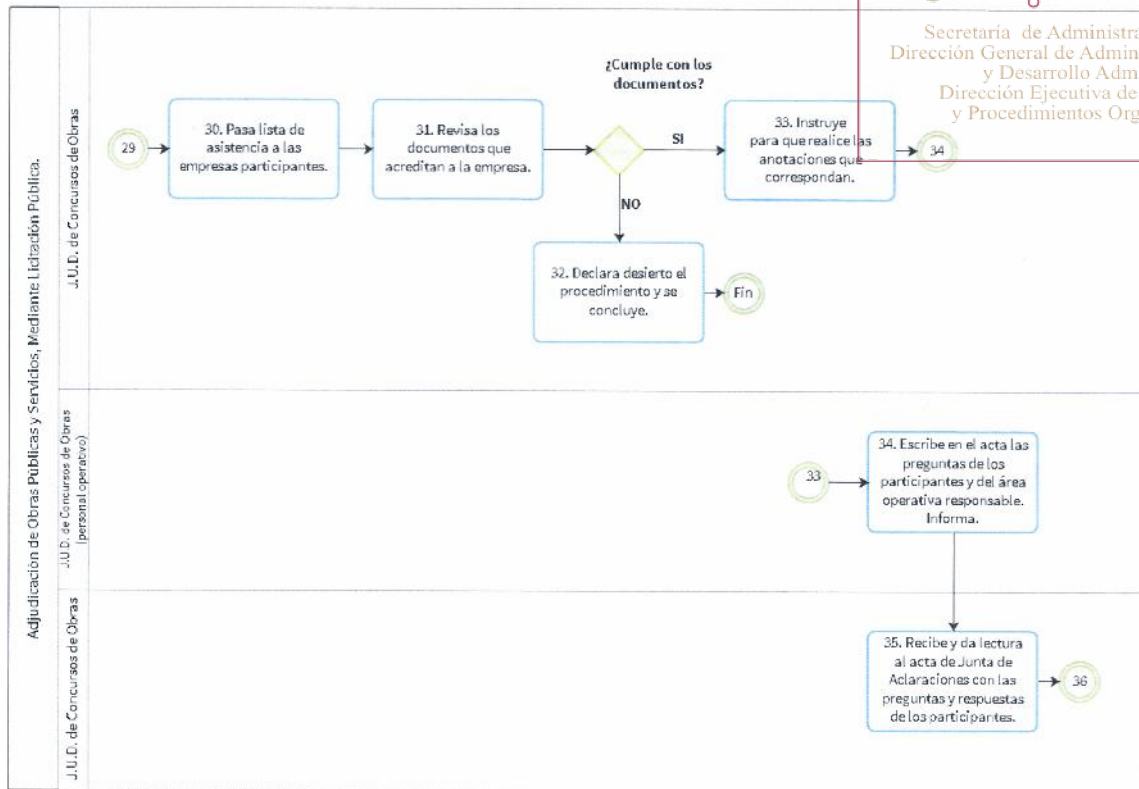 Secretaría de Administra
Dirección General de Admin
y Desarrollo Adm
Dirección Ejecutiva de
y Procedimientos Org
Adjudicación de Obras Públicas y Servicios, Mediante Licitación Pública.
J.U.D. de Concursos de Obras
29
30. Pasa lista de
asistencia a las
empresas participantes.
31. Revisa los
documentos que
acreditan a la empresa.
¿Cumple con los
documentos?
SI
33. Instruye
para que realice las
anotaciones que
correspondan.
34
NO
32. Declara desierto el
procedimiento y se
concluye.
Fin
J.U.D. de Concursos de Obras
(personal operativo)
33
34. Escribe en el acta las
preguntas de los
participantes y del área
operativa responsable.
Informa.
J.U.D. de Concursos de Obras
35. Recibe y da lectura
al acta de Junta de
Aclaraciones con las
preguntas y respuestas
de los participantes.
36